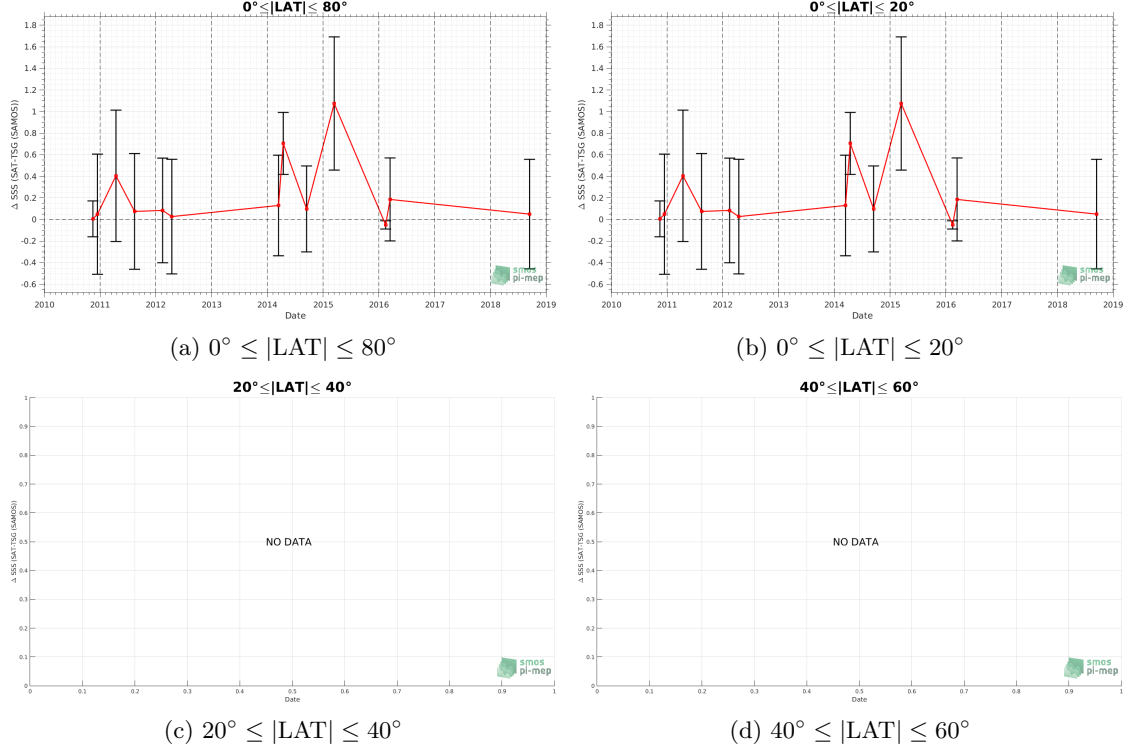 0°≤|LAT|≤ 80°
Δ SSS (SAT-TSG (SAMOS))
1.8
1.6
1.4
1.2
1
0.8
0.6
0.4
0.2
0
-0.2
-0.4
-0.6
2010 2011 2012 2013 2014 2015 2016 2017 2018 2019
Date
smos
pi-mep
(a) 0° ≤ |LAT| ≤ 80°
0°≤|LAT|≤ 20°
Δ SSS (SAT-TSG (SAMOS))
1.8
1.6
1.4
1.2
1
0.8
0.6
0.4
0.2
0
-0.2
-0.4
-0.6
2010 2011 2012 2013 2014 2015 2016 2017 2018 2019
Date
smos
pi-mep
(b) 0° ≤ |LAT| ≤ 20°
20°≤|LAT|≤ 40°
Δ SSS (SAT-TSG (SAMOS))
1
0.9
0.8
0.7
0.6
0.5
0.4
0.3
0.2
0.1
0
NO DATA
0 0.1 0.2 0.3 0.4 0.5 0.6 0.7 0.8 0.9 1
Date
smos
pi-mep
(c) 20° ≤ |LAT| ≤ 40°
40°≤|LAT|≤ 60°
Δ SSS (SAT-TSG (SAMOS))
1
0.9
0.8
0.7
0.6
0.5
0.4
0.3
0.2
0.1
0
NO DATA
0 0.1 0.2 0.3 0.4 0.5 0.6 0.7 0.8 0.9 1
Date
smos
pi-mep
(d) 40° ≤ |LAT| ≤ 60°